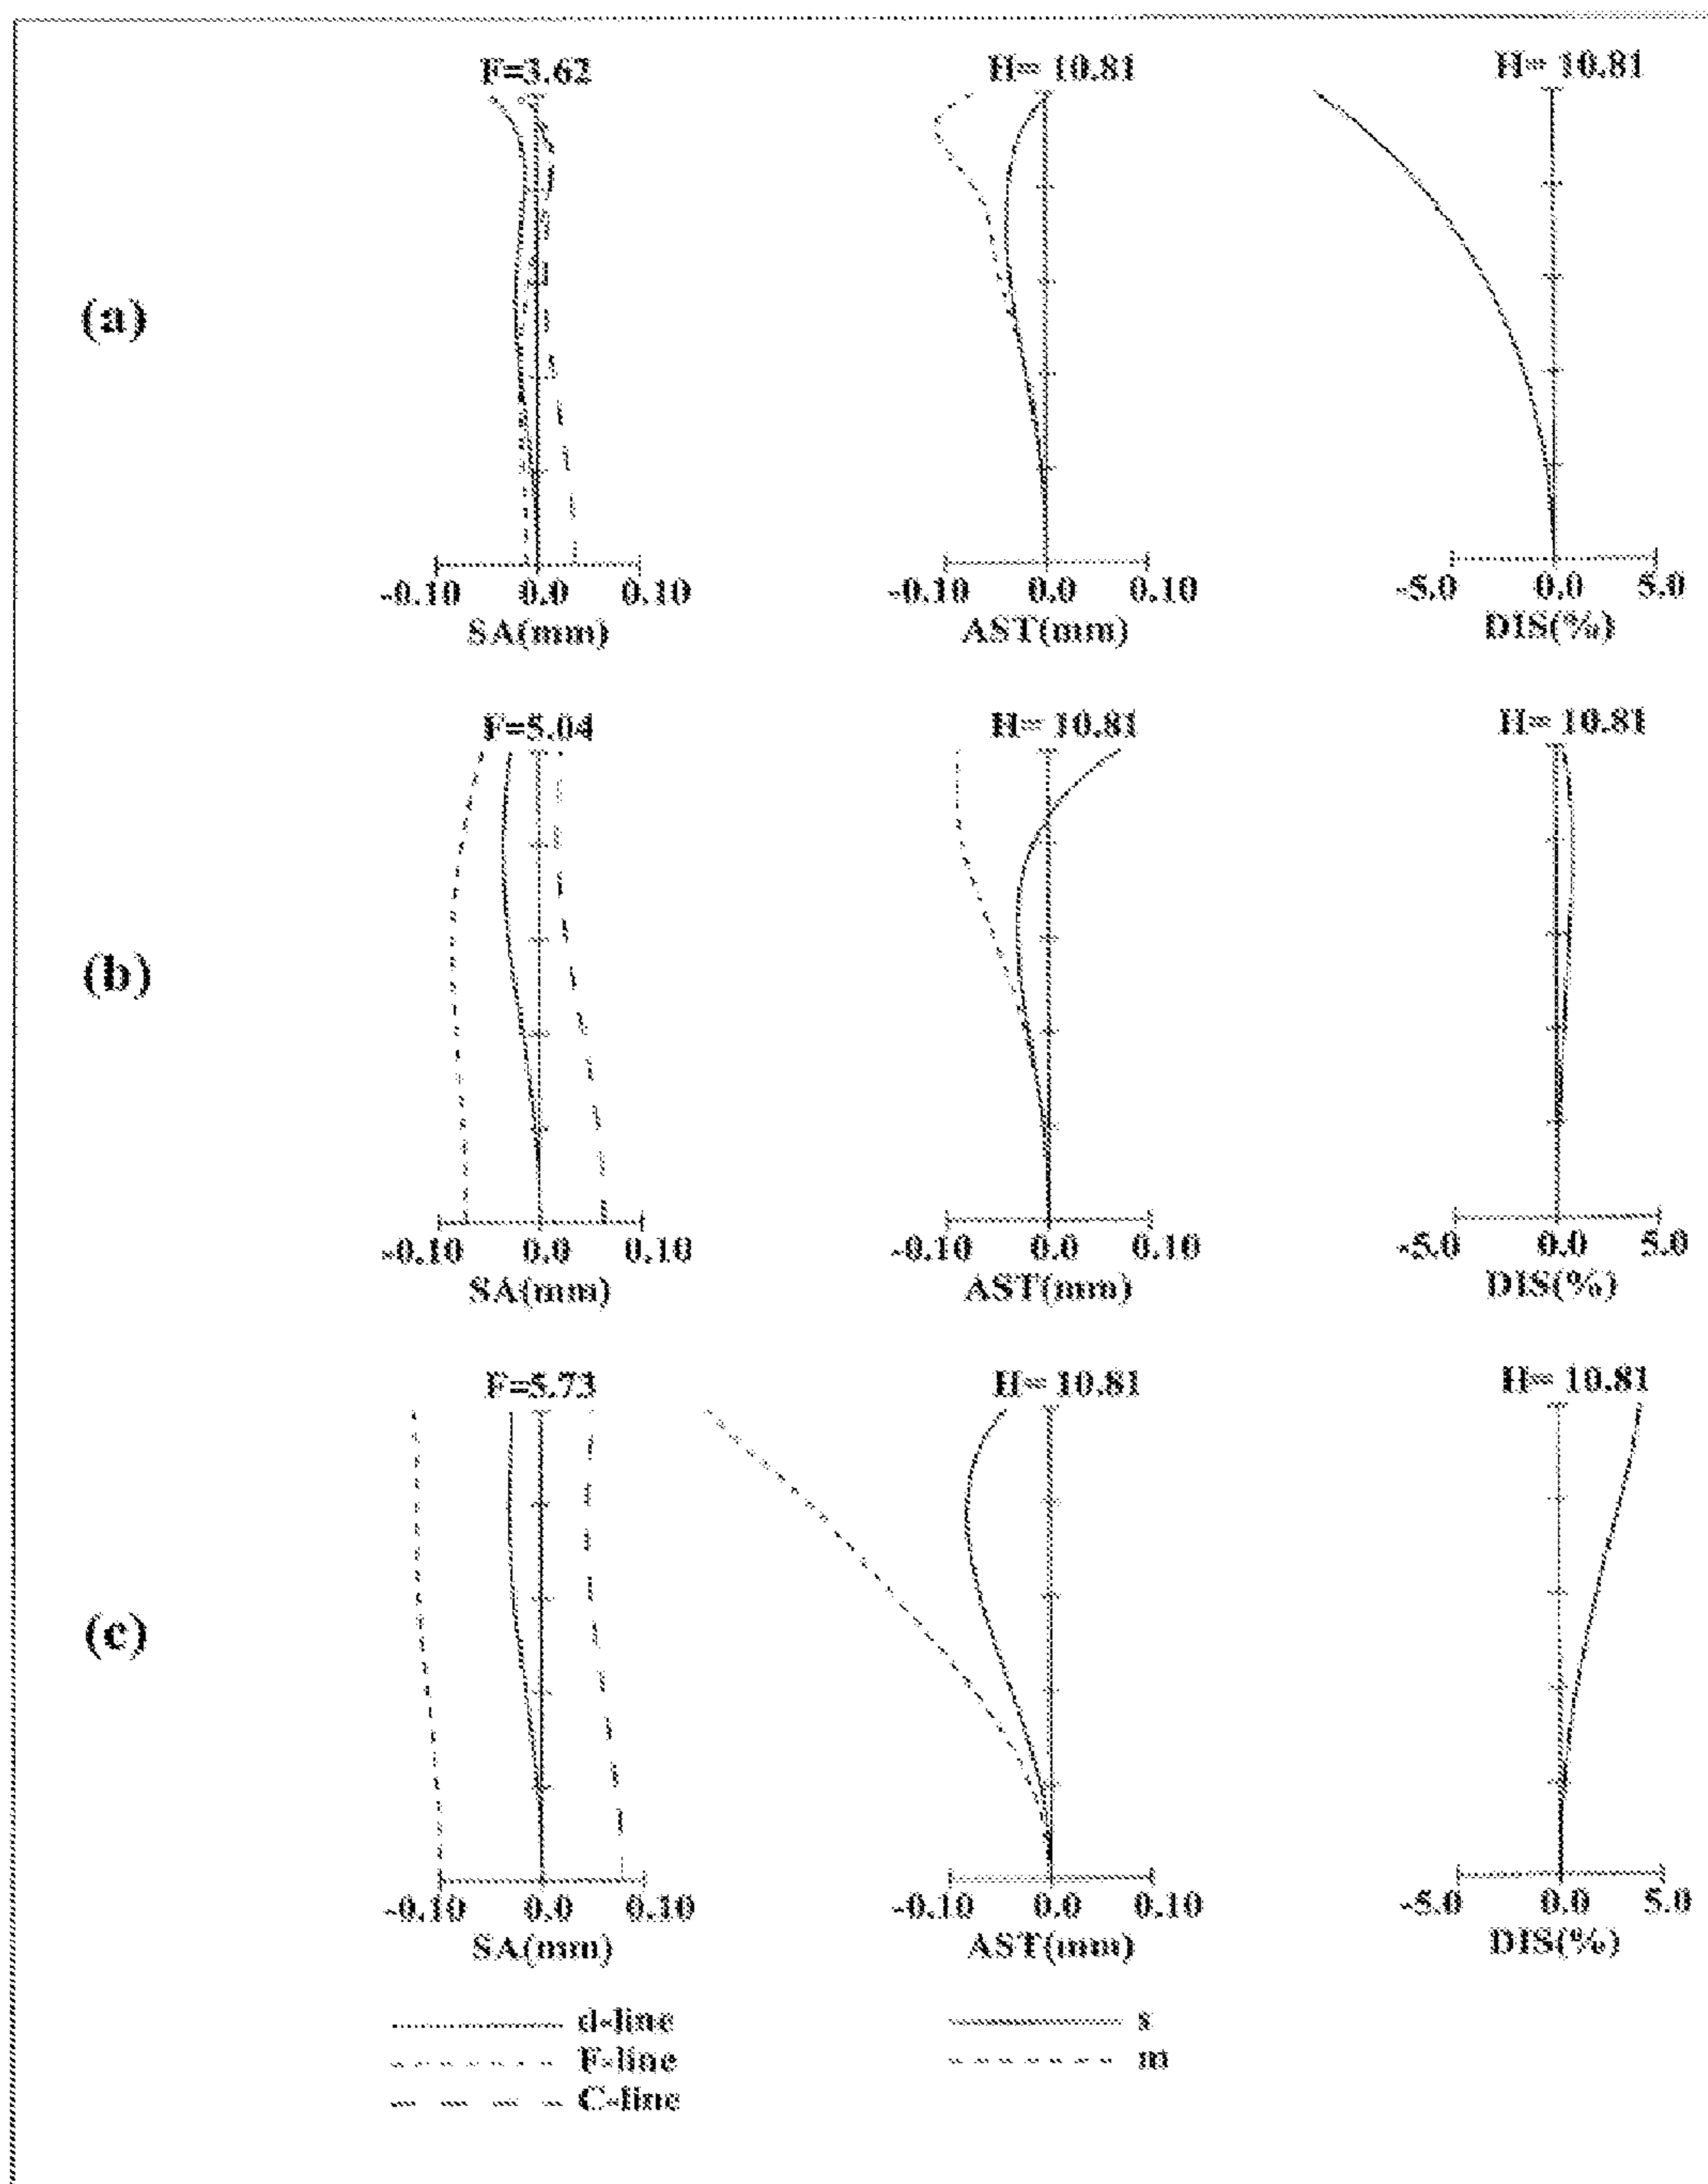 F=3.62 H= 10.81 H= 10.81
(a)
-0.10 0.0 0.10 -0.10 0.0 0.10 -5.0 0.0 5.0
SA(mm) AST(mm) DIS(%)
F=5.04 H= 10.81 H= 10.81
(b)
-0.10 0.0 0.10 -0.10 0.0 0.10 -5.0 0.0 5.0
SA(mm) AST(mm) DIS(%)
F=5.73 H= 10.81 H= 10.81
(c)
-0.10 0.0 0.10 -0.10 0.0 0.10 -5.0 0.0 5.0
SA(mm) AST(mm) DIS(%)
d-line s
F-line m
C-line